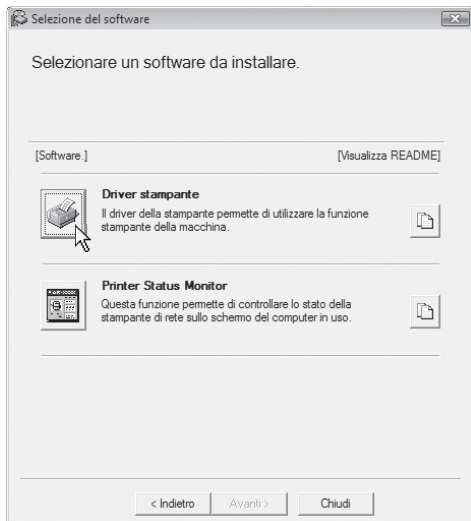 Selezione del software
Selezionare un software da installare.
[Software.] [Visualizza README]
Driver stampante
Il driver della stampante permette di utilizzare la funzione
stampante della macchina.
Printer Status Monitor
Questa funzione permette di controllare lo stato della
stampante di rete sullo schermo del computer in uso.
< Indietro Avanti > Chiudi